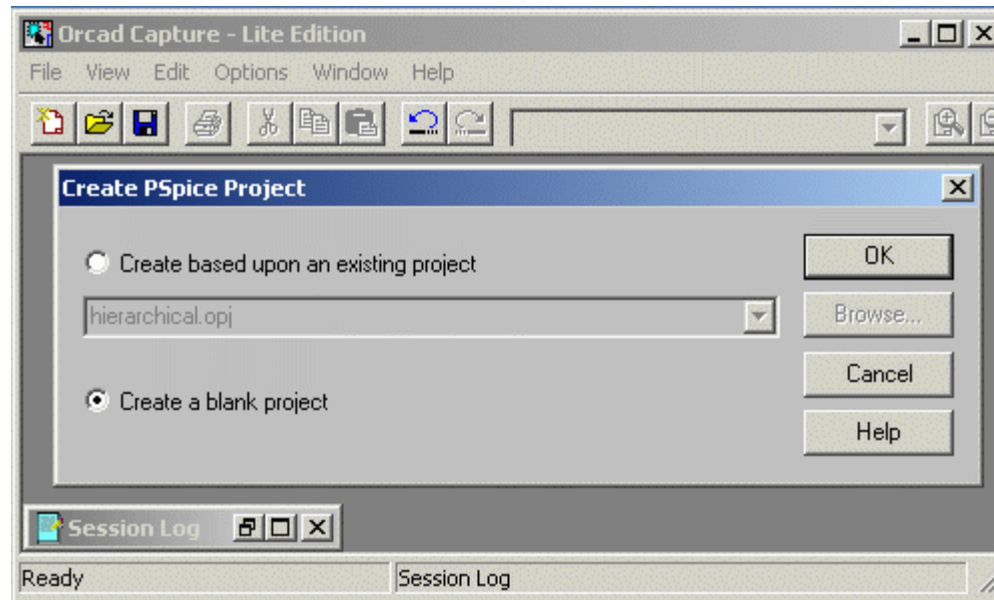 Orcad Capture - Lite Edition
File View Edit Options Window Help
Create PSpice Project
Create based upon an existing project
OK
hierarchical.opj
Browse...
Cancel
Create a blank project
Help
Session Log
Ready
Session Log